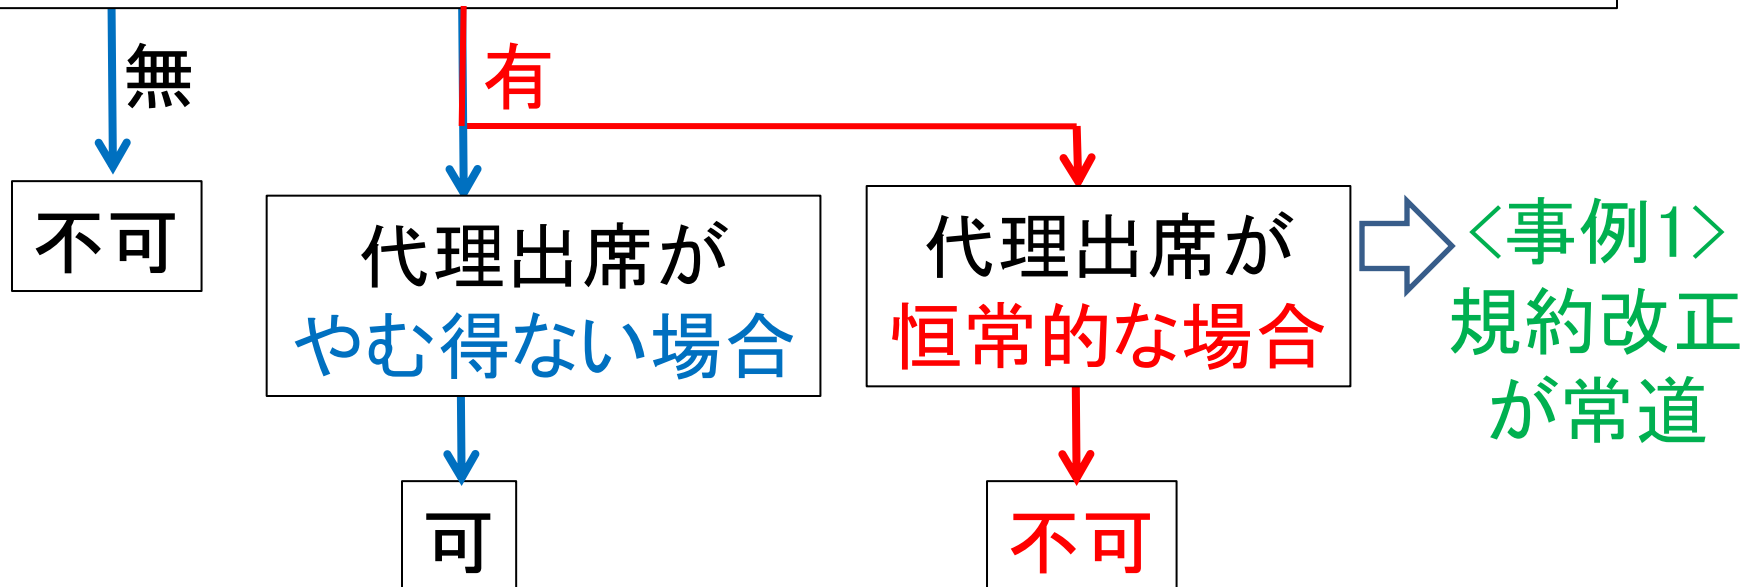 無
有
不可
代理出席が
やむ得ない場合
代理出席が
恒常的な場合
<事例1>
規約改正
が常道
可
不可